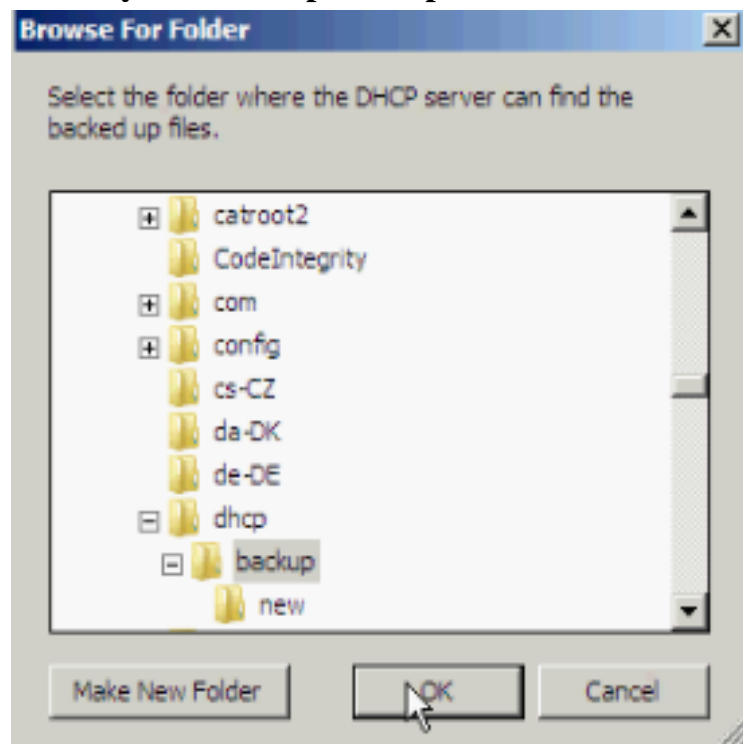 Browse For Folder
Select the folder where the DHCP server can find the
backed up files.
catroot2
CodeIntegrity
com
config
cs-CZ
da-DK
de-DE
dhcp
backup
new
Make New Folder OK Cancel